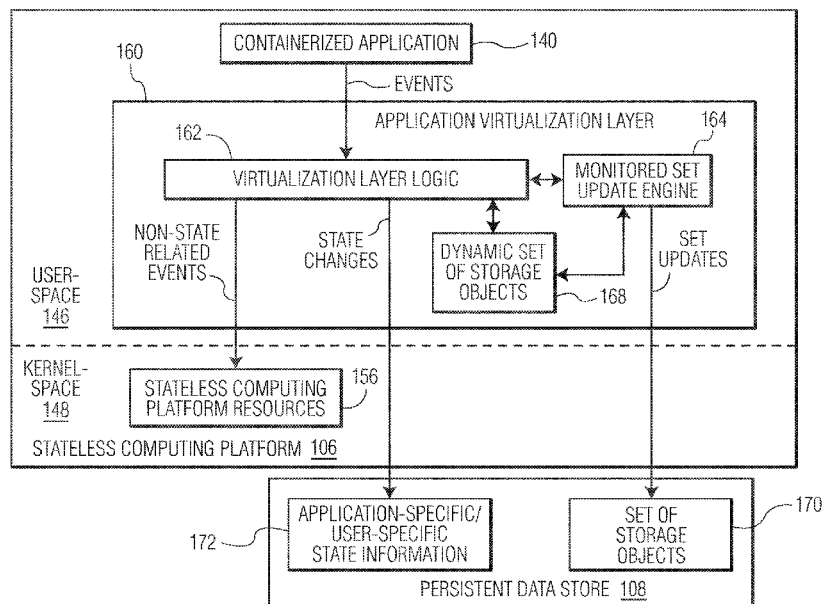 CONTAINERIZED APPLICATION
140
160
EVENTS
APPLICATION VIRTUALIZATION LAYER
162
164
VIRTUALIZATION LAYER LOGIC
MONITORED SET
UPDATE ENGINE
NON-STATE
RELATED
EVENTS
STATE
CHANGES
DYNAMIC SET
OF STORAGE
OBJECTS
168
SET
UPDATES
USER-
SPACE
146
KERNEL-
SPACE
148
STATELESS COMPUTING
PLATFORM RESOURCES
156
STATELESS COMPUTING PLATFORM 106
APPLICATION-SPECIFIC/
USER-SPECIFIC
STATE INFORMATION
172
SET OF
STORAGE
OBJECTS
170
PERSISTENT DATA STORE 108